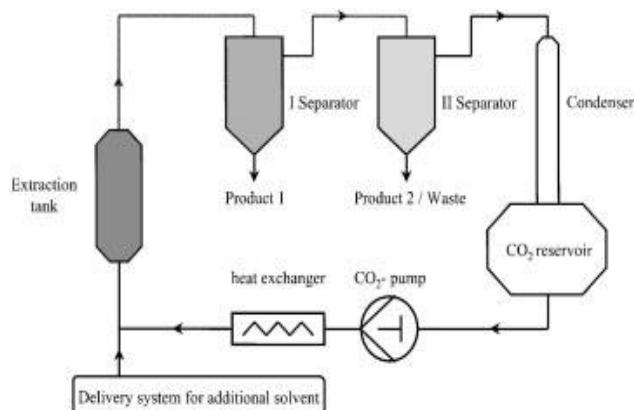 I Separator
II Separator
Condenser
Extraction
tank
Product 1
Product 2 / Waste
CO₂ reservoir
heat exchanger
CO₂- pump
Delivery system for additional solvent